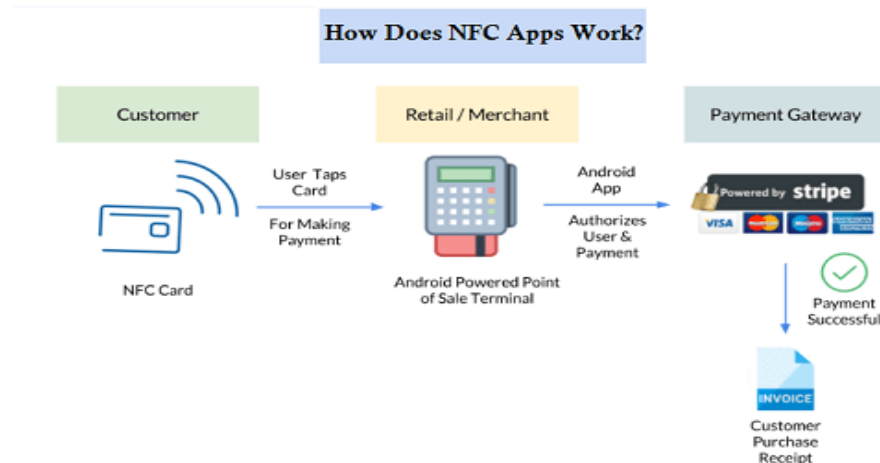 How Does NFC Apps Work?
Customer
Retail / Merchant
Payment Gateway
User Taps
Card
For Making
Payment
Android
App
Authorizes
User &
Payment
Powered by stripe
VISA
NFC Card
Android Powered Point
of Sale Terminal
Payment
Successful
INVOICE
Customer
Purchase
Receipt